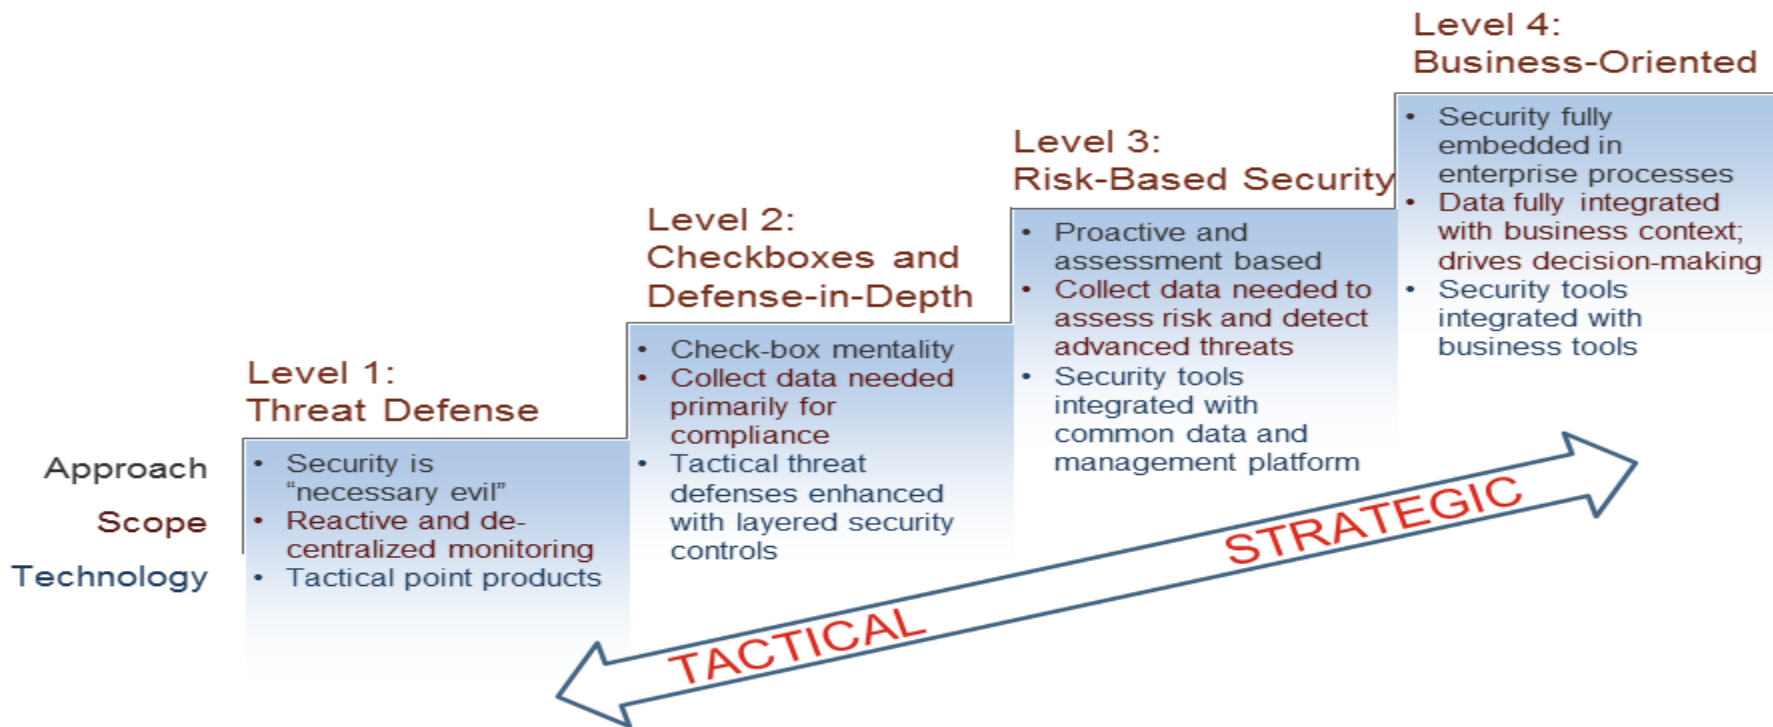 Level 4:
Business-Oriented
• Security fully
embedded in
enterprise processes
• Data fully integrated
with business context;
drives decision-making
• Security tools
integrated with
business tools
Level 3:
Risk-Based Security
• Proactive and
assessment based
• Collect data needed to
assess risk and detect
advanced threats
• Security tools
integrated with
common data and
management platform
Level 2:
Checkboxes and
Defense-in-Depth
• Check-box mentality
• Collect data needed
primarily for
compliance
• Tactical threat
defenses enhanced
with layered security
controls
Level 1:
Threat Defense
• Security is
“necessary evil”
• Reactive and de-
centralized monitoring
• Tactical point products
Approach
Scope
Technology
TACTICAL
STRATEGIC